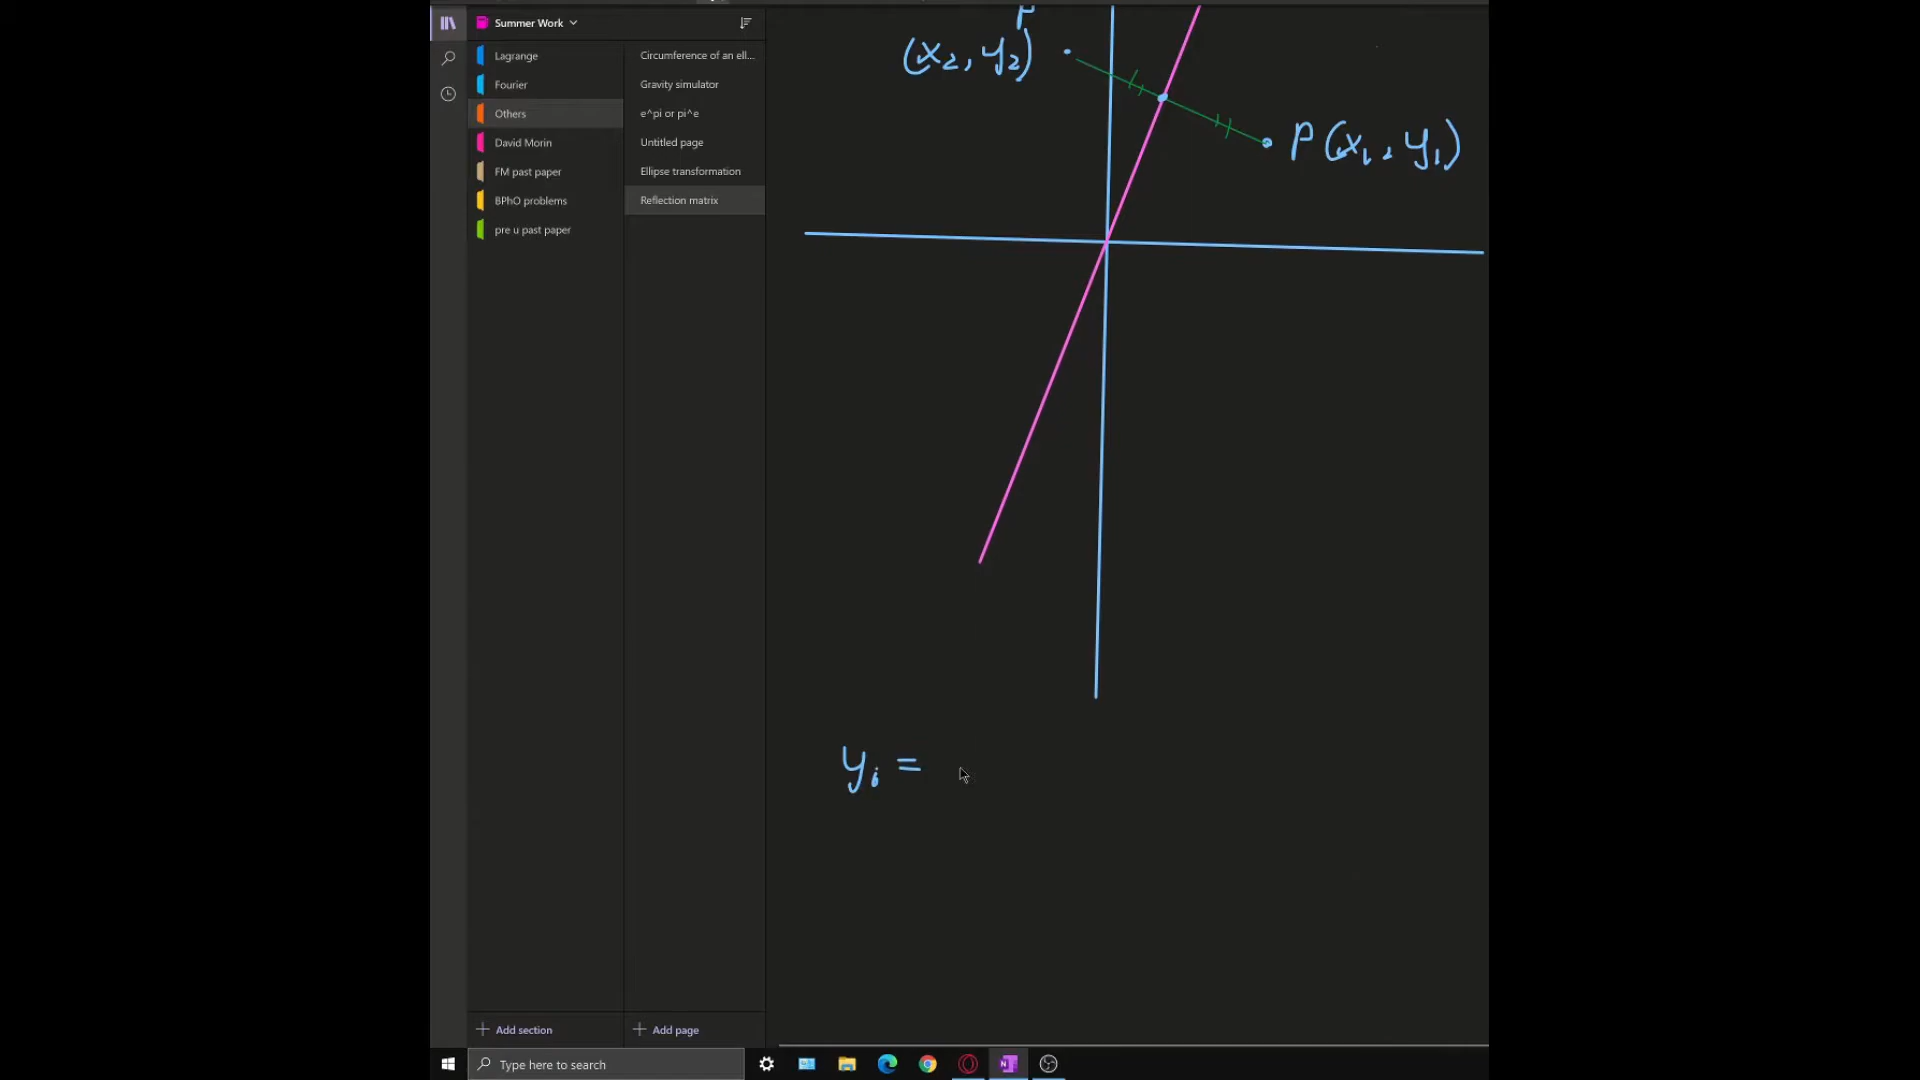 Summer Work
Lagrange
Fourier
Others
David Morin
FM past paper
BPhO problems
pre u past paper
Circumference of an ell...
Gravity simulator
e^pi or pi^e
Untitled page
Ellipse transformation
Reflection matrix
(x₂, y₂)
P(x₁, y₁)
yᵢ =
Add section
Add page
Type here to search